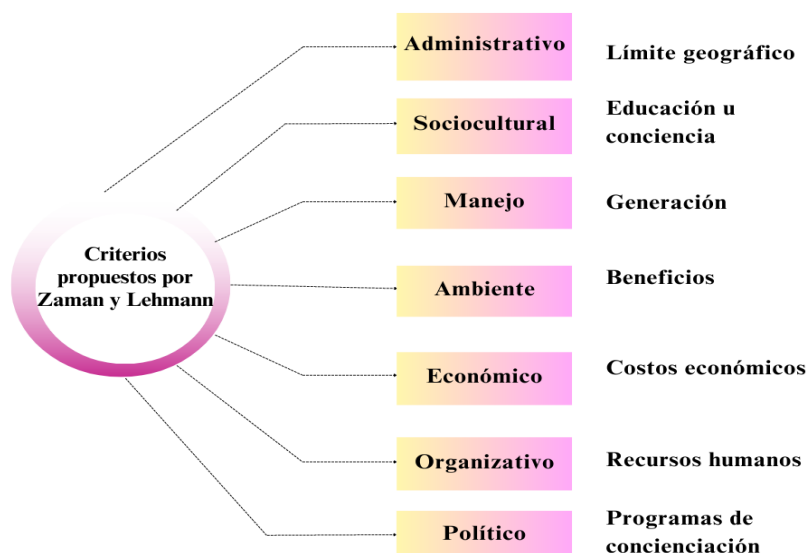 Criterios
propuestos por
Zaman y Lehmann
Administrativo
Límite geográfico
Sociocultural
Educación u
conciencia
Manejo
Generación
Ambiente
Beneficios
Económico
Costos económicos
Organizativo
Recursos humanos
Político
Programas de
concienciación